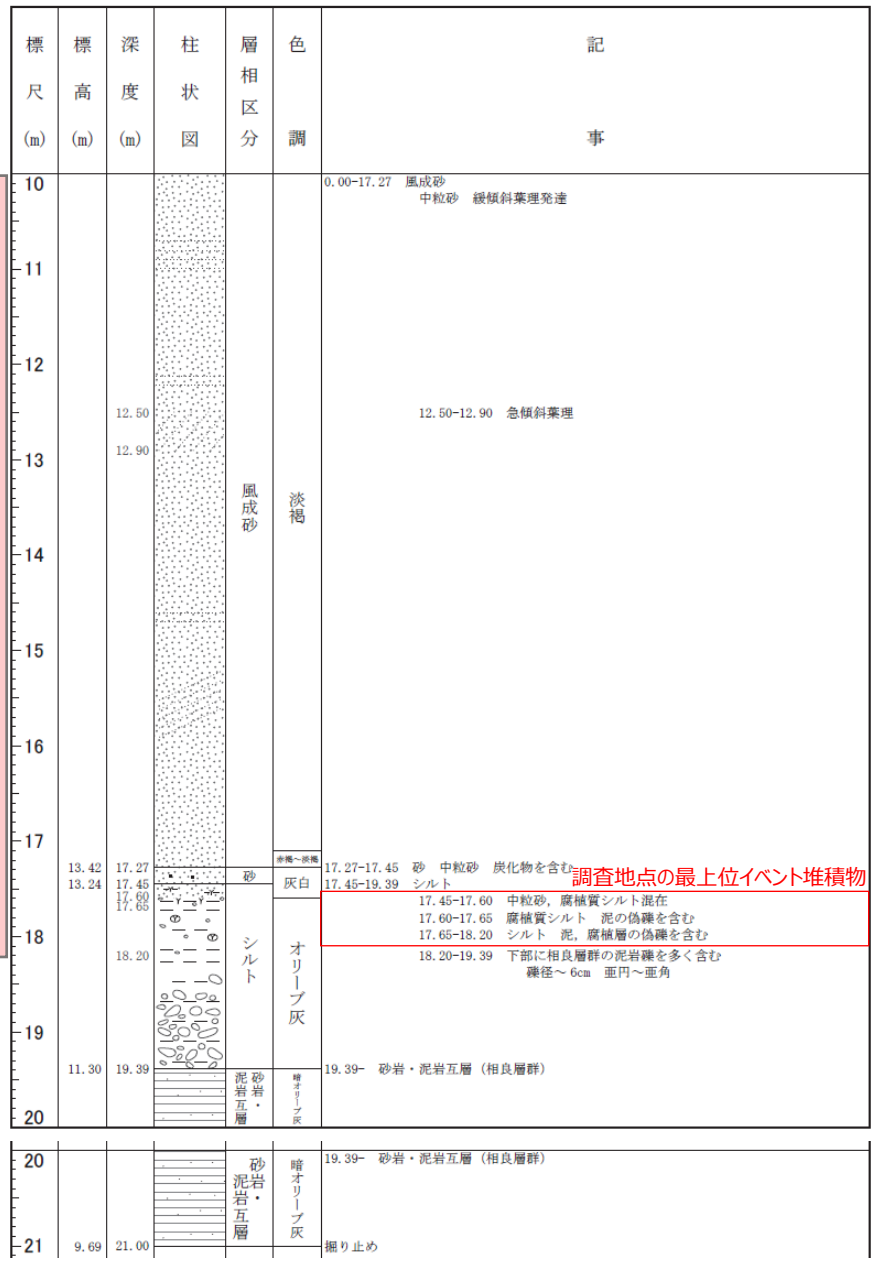 標尺(m)
標高(m)
深度(m)
柱状図
層相区分
色調
記事
10
0.00-17.27 風成砂
中粒砂 緩傾斜葉理発達
11
12
12.50
12.50-12.90 急傾斜葉理
12.90
13
風成砂
淡褐
14
15
16
17
赤褐～淡褐
13.42 17.27
17.27-17.45 砂 中粒砂 炭化物を含む
砂
灰白
調査地点の最上位イベント堆積物
13.24 17.45
17.45-19.39 シルト
17.60
17.45-17.60 中粒砂，腐植質シルト混在
17.65
17.60-17.65 腐植質シルト 泥の偽礫を含む
18
17.65-18.20 シルト 泥，腐植層の偽礫を含む
シルト
オリーブ灰
18.20
18.20-19.39 下部に相良層群の泥岩礫を多く含む
礫径～6cm 亜円～亜角
19
11.30 19.39
19.39- 砂岩・泥岩互層（相良層群）
砂岩・泥岩互層
暗オリーブ灰
20
20
19.39- 砂岩・泥岩互層（相良層群）
砂岩・泥岩互層
暗オリーブ灰
21
9.69 21.00
掘り止め